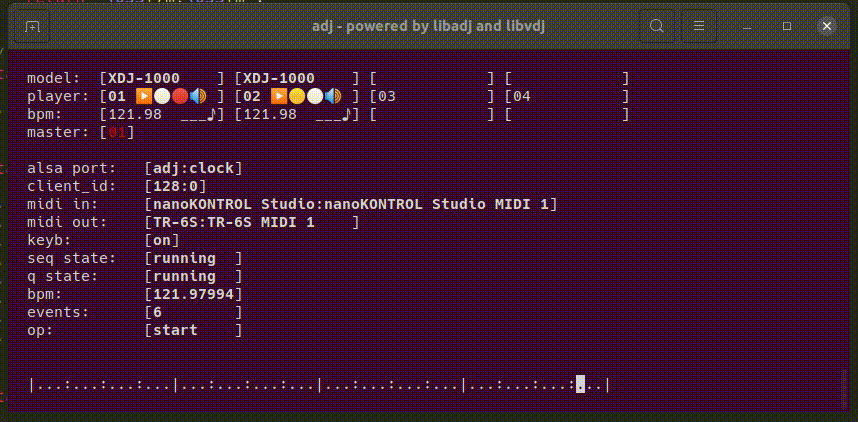 adj - powered by libadj and libvdj
model:  [XDJ-1000    ] [XDJ-1000    ] [            ] [            ]
player: [01 ▶️⚪🔴🔊] [02 ▶️🟡⚪🔊] [03          ] [04          ]
bpm:    [121.98  ___♪] [121.98  ___♪] [            ] [            ]
master: [01]
alsa port:   [adj:clock]
client_id:   [128:0]
midi in:     [nanoKONTROL Studio:nanoKONTROL Studio MIDI 1]
midi out:    [TR-6S:TR-6S MIDI 1    ]
keyb:        [on]
seq state:   [running  ]
q state:     [running  ]
bpm:         [121.97994]
events:      [6        ]
op:          [start    ]
|...:...:...:...|...:...:...:...|...:...:...:...|...:...:...:...|